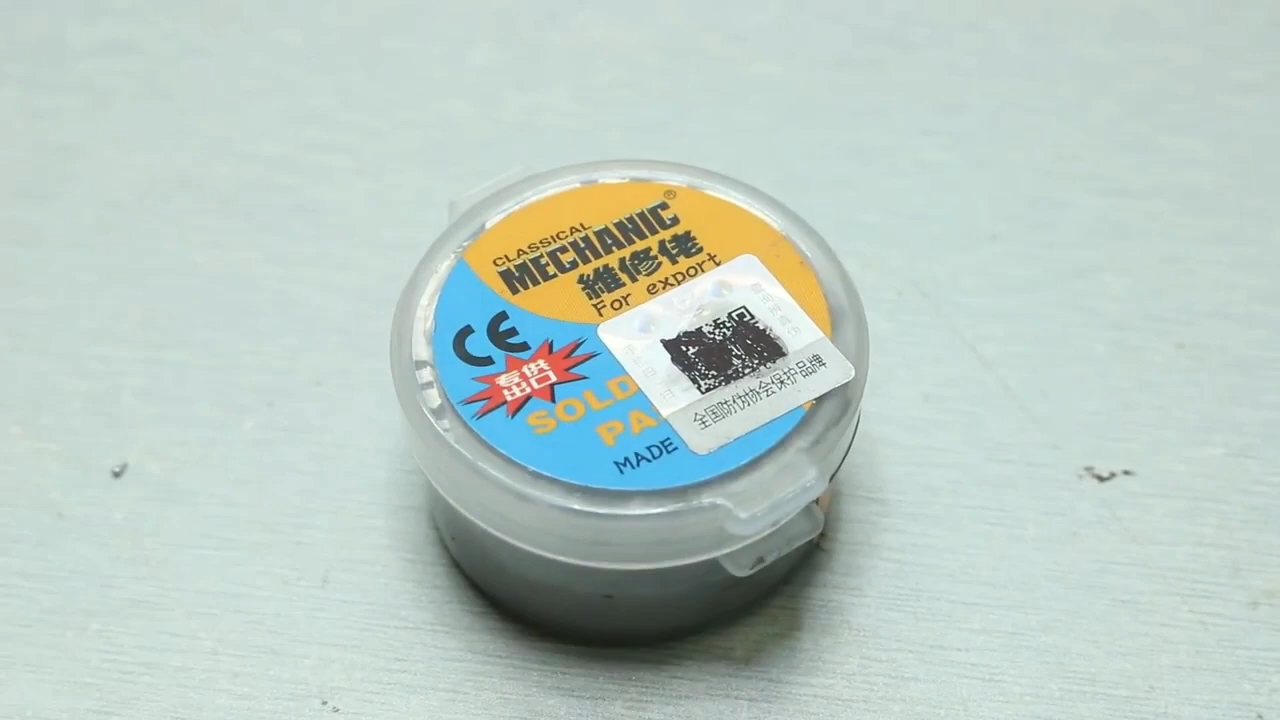 CLASSICAL
MECHANIC®
維修佬
For export
CE
专供
出口
SOLD
PA
MADE
全国防伪协会保护品牌